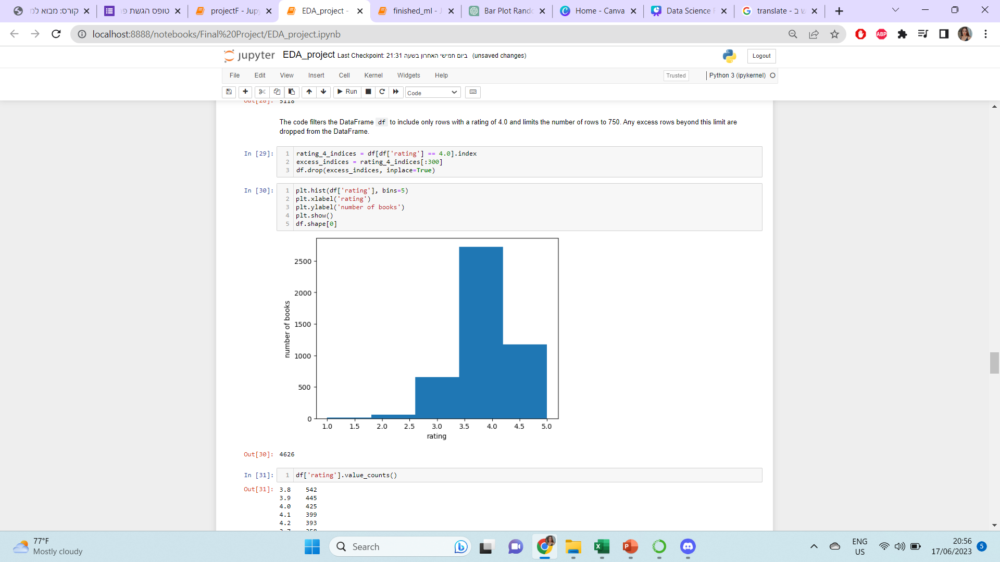 קורס: מבוא למ
טופס הגשת פר
projectF - Jupy
EDA_project -
finished_ml - J
Bar Plot Rando
Home - Canva
Data Science P
translate - ש ב
localhost:8888/notebooks/Final%20Project/EDA_project.ipynb
ABP
jupyter EDA_project Last Checkpoint: ביום חמישי האחרון בשעה 21:31 (unsaved changes)
Logout
File Edit View Insert Cell Kernel Widgets Help
Trusted
Python 3 (ipykernel)
Run
Code
Out[28]: 5118
The code filters the DataFrame df to include only rows with a rating of 4.0 and limits the number of rows to 750. Any excess rows beyond this limit are
dropped from the DataFrame.
In [29]:
1 rating_4_indices = df[df['rating'] == 4.0].index
2 excess_indices = rating_4_indices[:300]
3 df.drop(excess_indices, inplace=True)
In [30]:
1 plt.hist(df['rating'], bins=5)
2 plt.xlabel('rating')
3 plt.ylabel('number of books')
4 plt.show()
5 df.shape[0]
2500
2000
1500
1000
500
0
number of books
1.0 1.5 2.0 2.5 3.0 3.5 4.0 4.5 5.0
rating
Out[30]: 4626
In [31]:
1 df['rating'].value_counts()
Out[31]:
3.8 542
3.9 445
4.0 425
4.1 399
4.2 393
77°F
Mostly cloudy
Search
ENG
US
20:56
17/06/2023
5